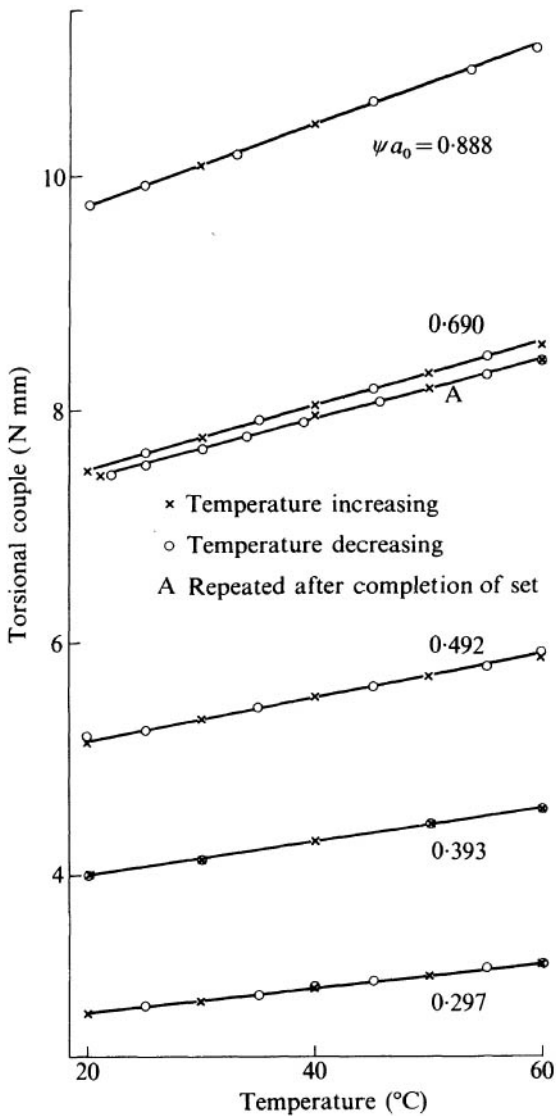 ψa₀ = 0·888
10
0·690
A
8
× Temperature increasing
○ Temperature decreasing
A Repeated after completion of set
Torsional couple (N mm)
6
0·492
0·393
4
0·297
20
40
60
Temperature (°C)